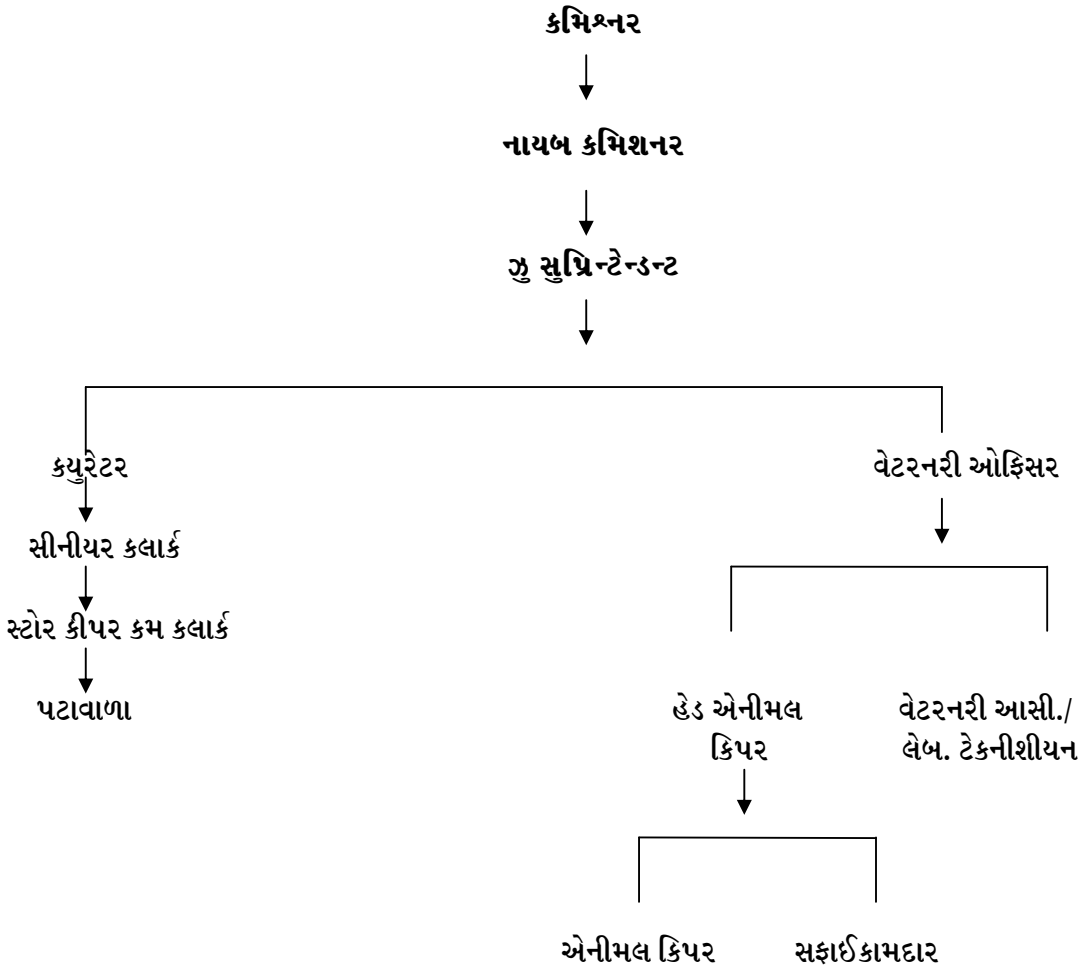 કમિશ્નર
નાયબ કમિશનર
ઝુ સુપ્રિન્ટેન્ડન્ટ
કયુરેટર
વેટરનરી ઓફિસર
સીનીયર કલાર્ક
સ્ટોર કીપર કમ કલાર્ક
પટાવાળા
હેડ એનીમલ
કિપર
વેટરનરી આસી./
લેબ. ટેકનીશીયન
એનીમલ કિપર
સફાઈકામદાર